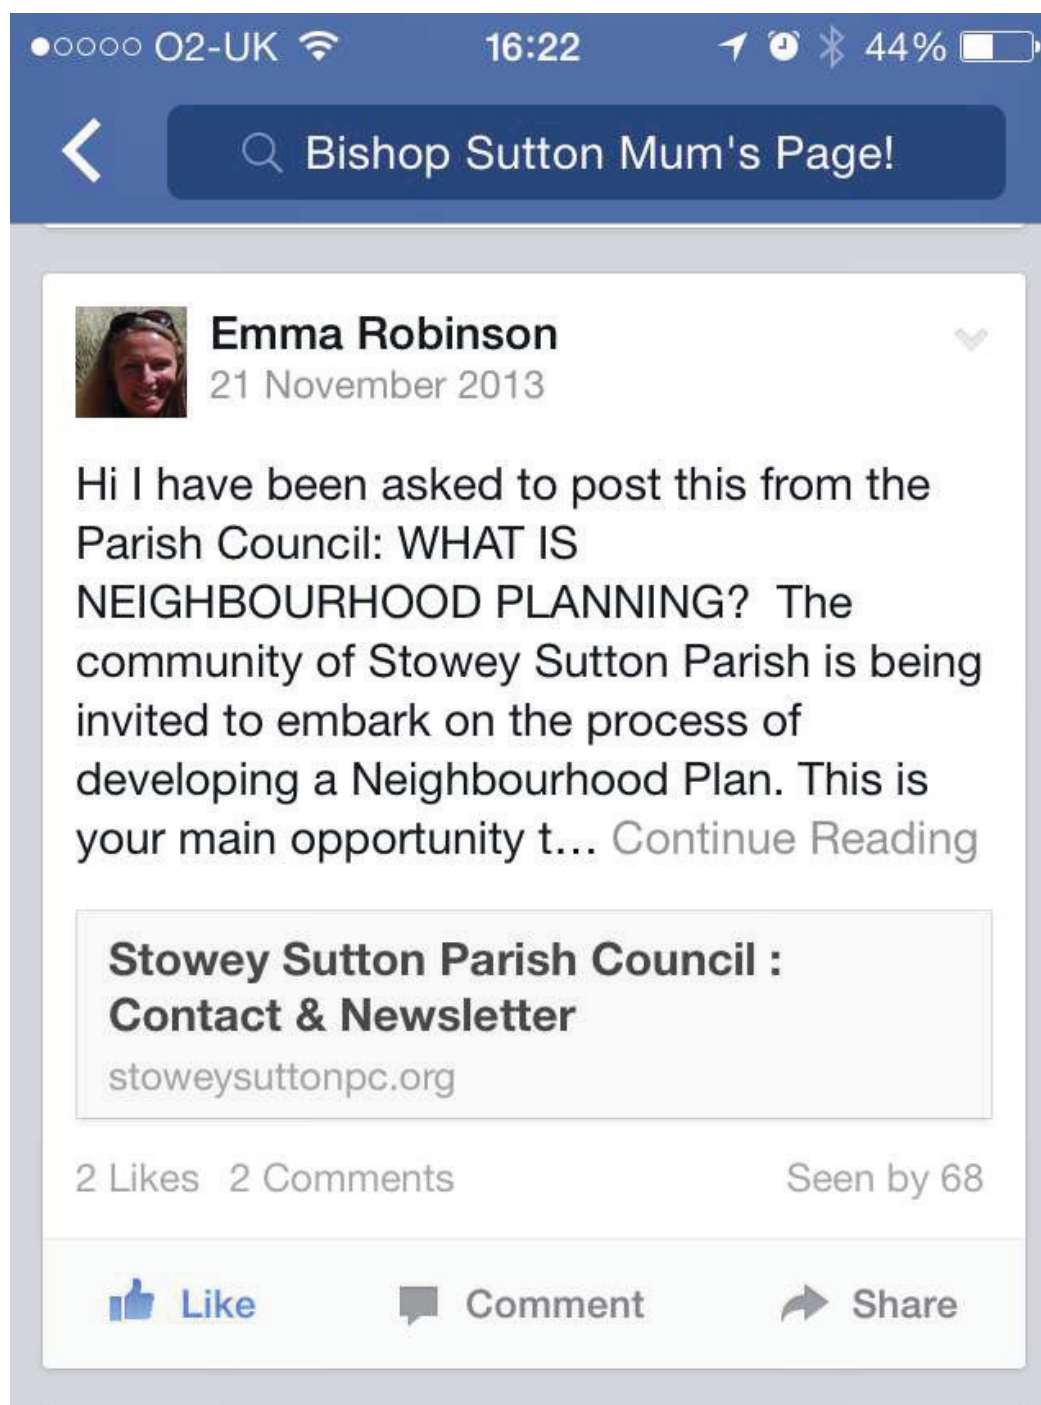 O2-UK 16:22 44%
Bishop Sutton Mum's Page!
Emma Robinson
21 November 2013
Hi I have been asked to post this from the
Parish Council: WHAT IS
NEIGHBOURHOOD PLANNING?  The
community of Stowey Sutton Parish is being
invited to embark on the process of
developing a Neighbourhood Plan. This is
your main opportunity t... Continue Reading
Stowey Sutton Parish Council :
Contact & Newsletter
stoweysuttonpc.org
2 Likes 2 Comments Seen by 68
Like Comment Share